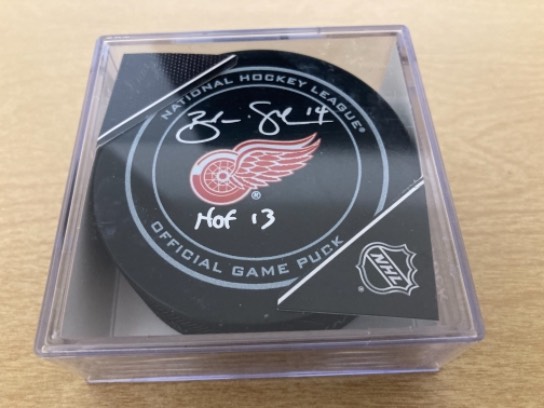 NATIONAL HOCKEY LEAGUE®
14
®
HOF 13
OFFICIAL GAME PUCK
NHL
®